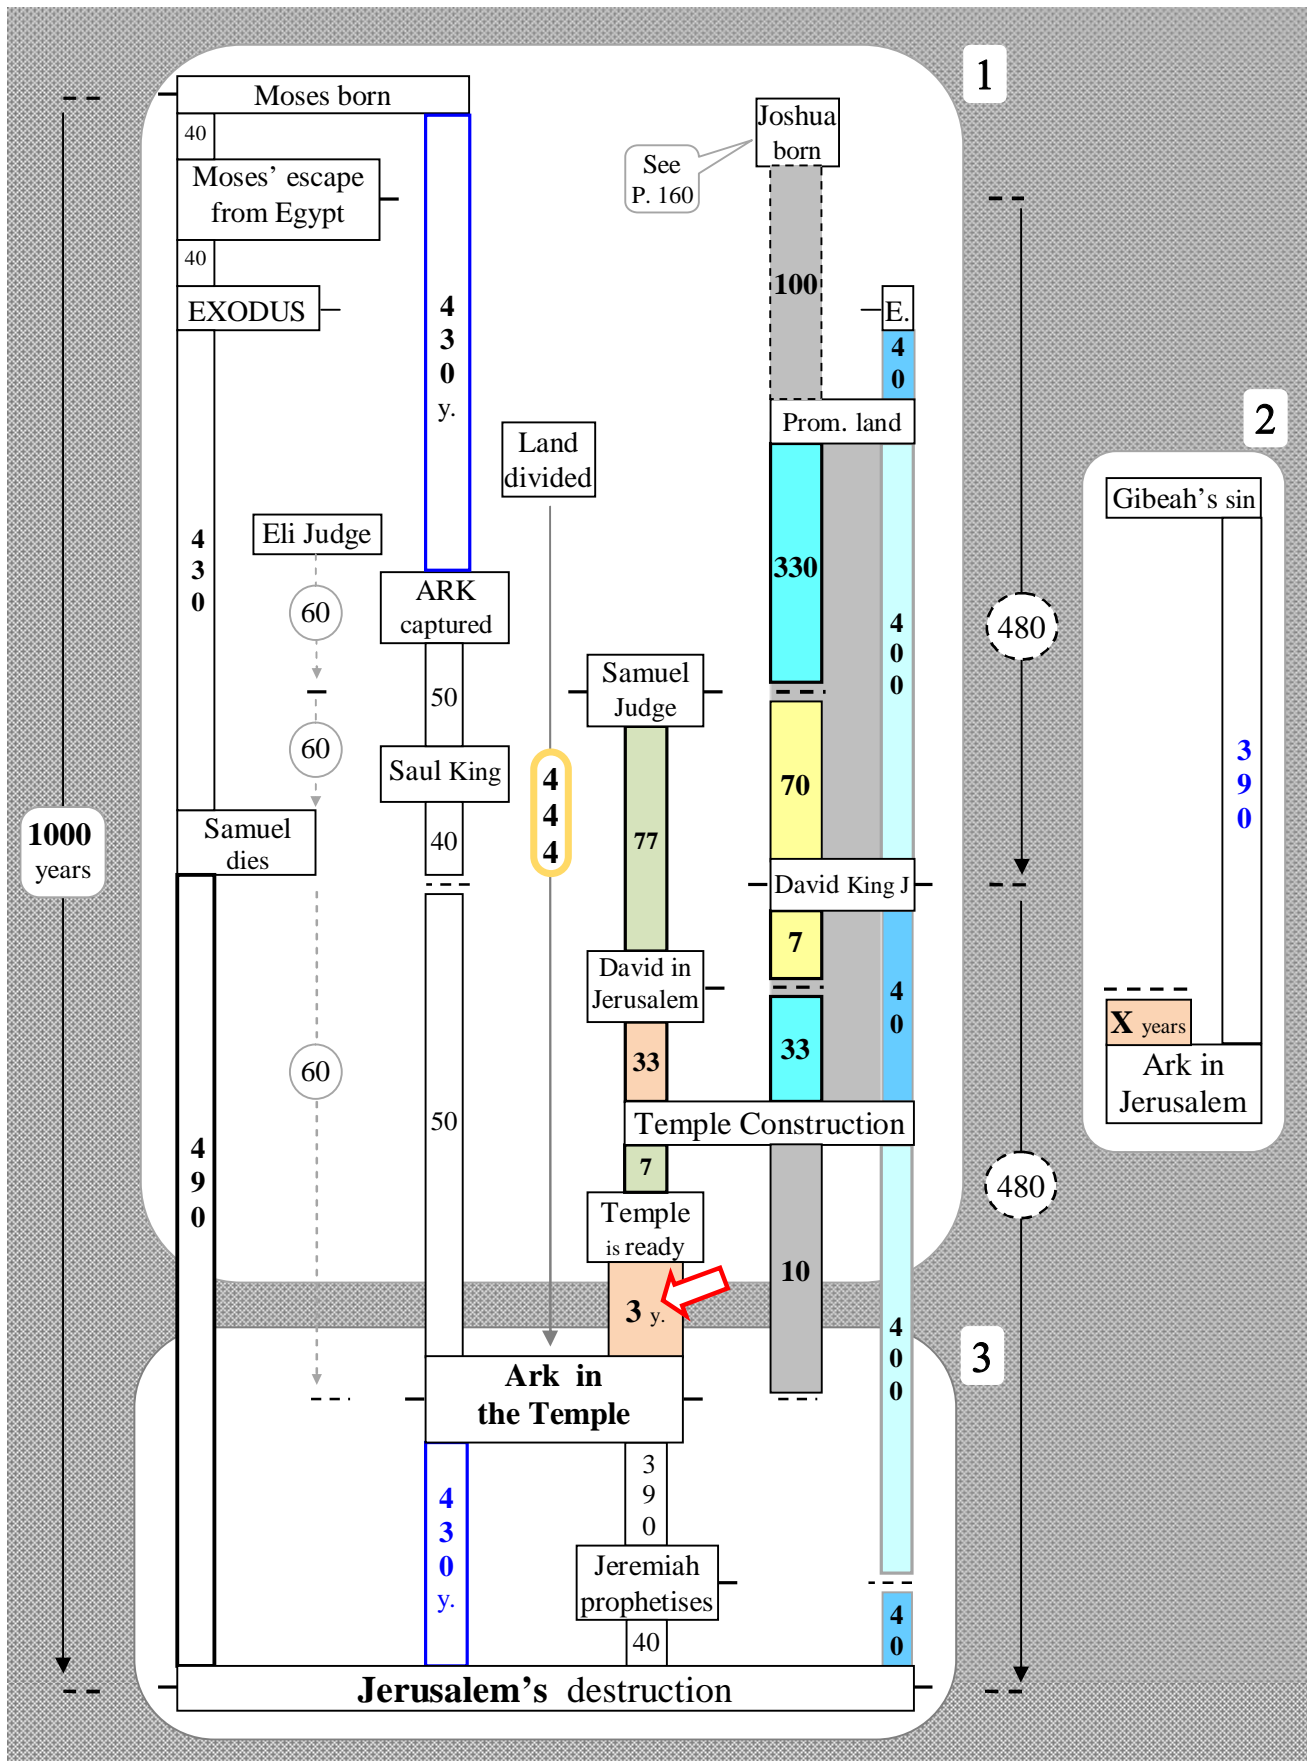 1
Moses born
40
Moses' escape
from Egypt
40
EXODUS
4
3
0
Samuel
dies
4
9
0
1000
years
Eli Judge
60
60
60
4
3
0
y.
ARK
captured
50
Saul King
40
50
Land
divided
4
4
4
Samuel
Judge
77
David in
Jerusalem
33
Temple Construction
7
Temple
is ready
3 y.
Joshua
born
See
P. 160
100
Prom. land
330
70
David King J
7
33
10
E.
4
0
4
0
0
4
0
4
0
0
4
0
480
480
2
Gibeah's sin
3
9
0
X years
Ark in
Jerusalem
3
Ark in
the Temple
4
3
0
y.
3
9
0
Jeremiah
prophetises
40
Jerusalem's destruction